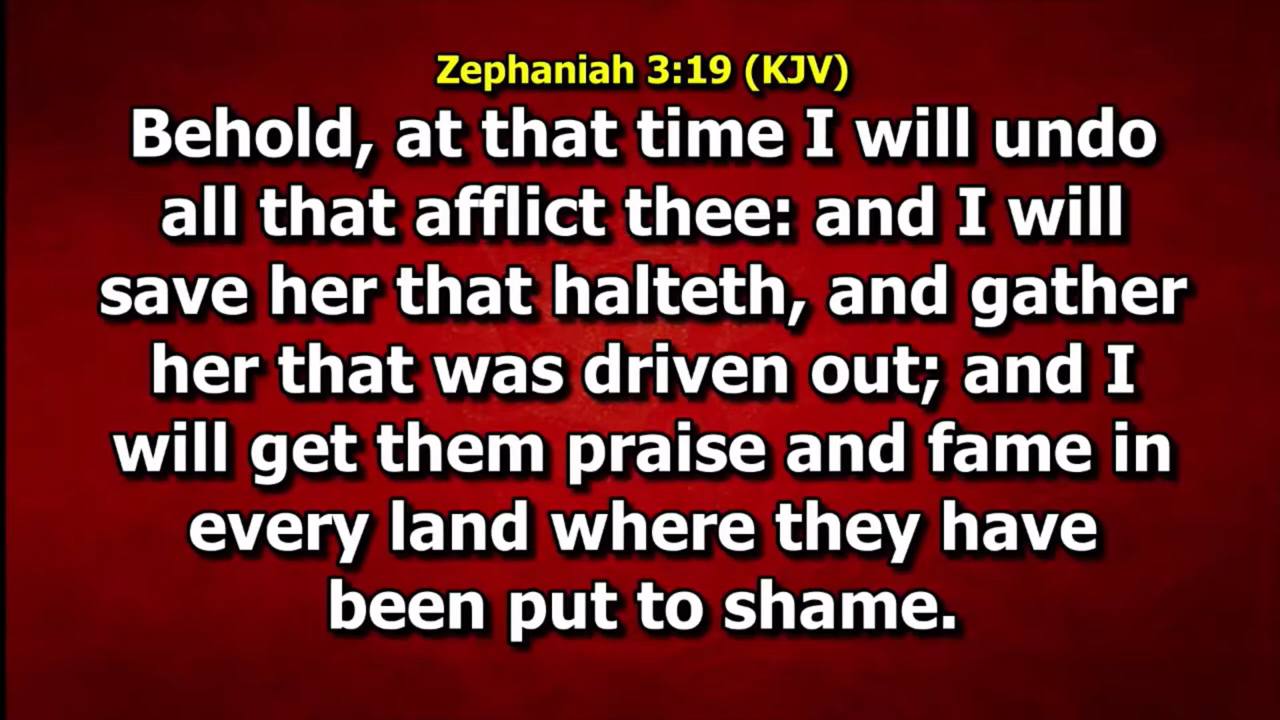 Zephaniah 3:19 (KJV)
Behold, at that time I will undo
all that afflict thee: and I will
save her that halteth, and gather
her that was driven out; and I
will get them praise and fame in
every land where they have
been put to shame.